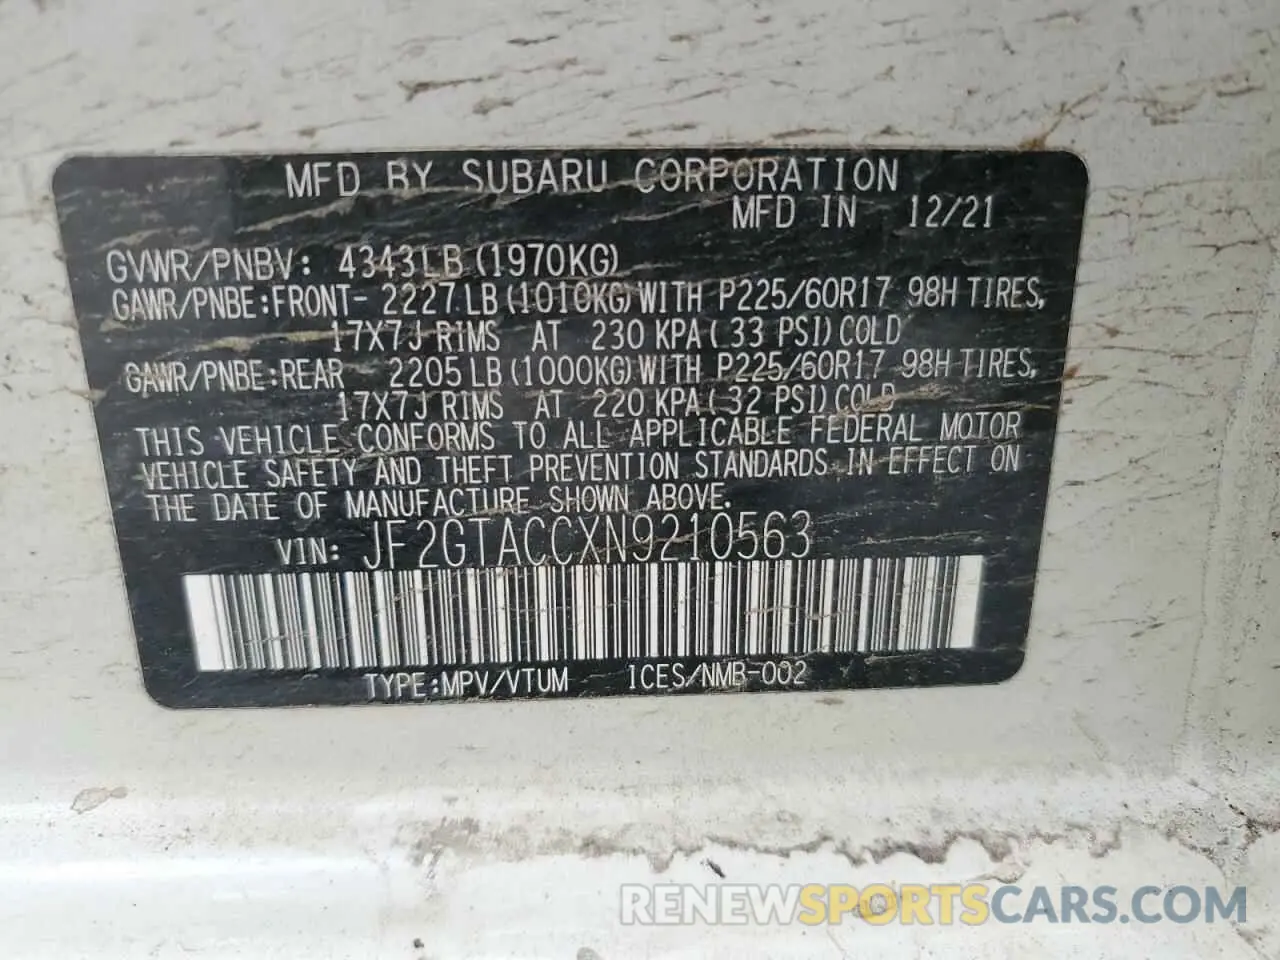 MFD BY SUBARU CORPORATION
MFD IN 12/21
GVWR/PNBV: 4343LB (1970KG)
GAWR/PNBE:FRONT- 2227 LB (1010KG) WITH P225/60R17 98H TIRES,
17X7J RIMS AT 230 KPA ( 33 PSI) COLD
GAWR/PNBE:REAR 2205 LB (1000KG) WITH P225/60R17 98H TIRES,
17X7J RIMS AT 220 KPA ( 32 PSI) COLD
THIS VEHICLE CONFORMS TO ALL APPLICABLE FEDERAL MOTOR
VEHICLE SAFETY AND THEFT PREVENTION STANDARDS IN EFFECT ON
THE DATE OF MANUFACTURE SHOWN ABOVE.
VIN: JF2GTACCXN9210563
TYPE:MPV/VTUM ICES/NMB-002
RENEWSPORTSCARS.COM